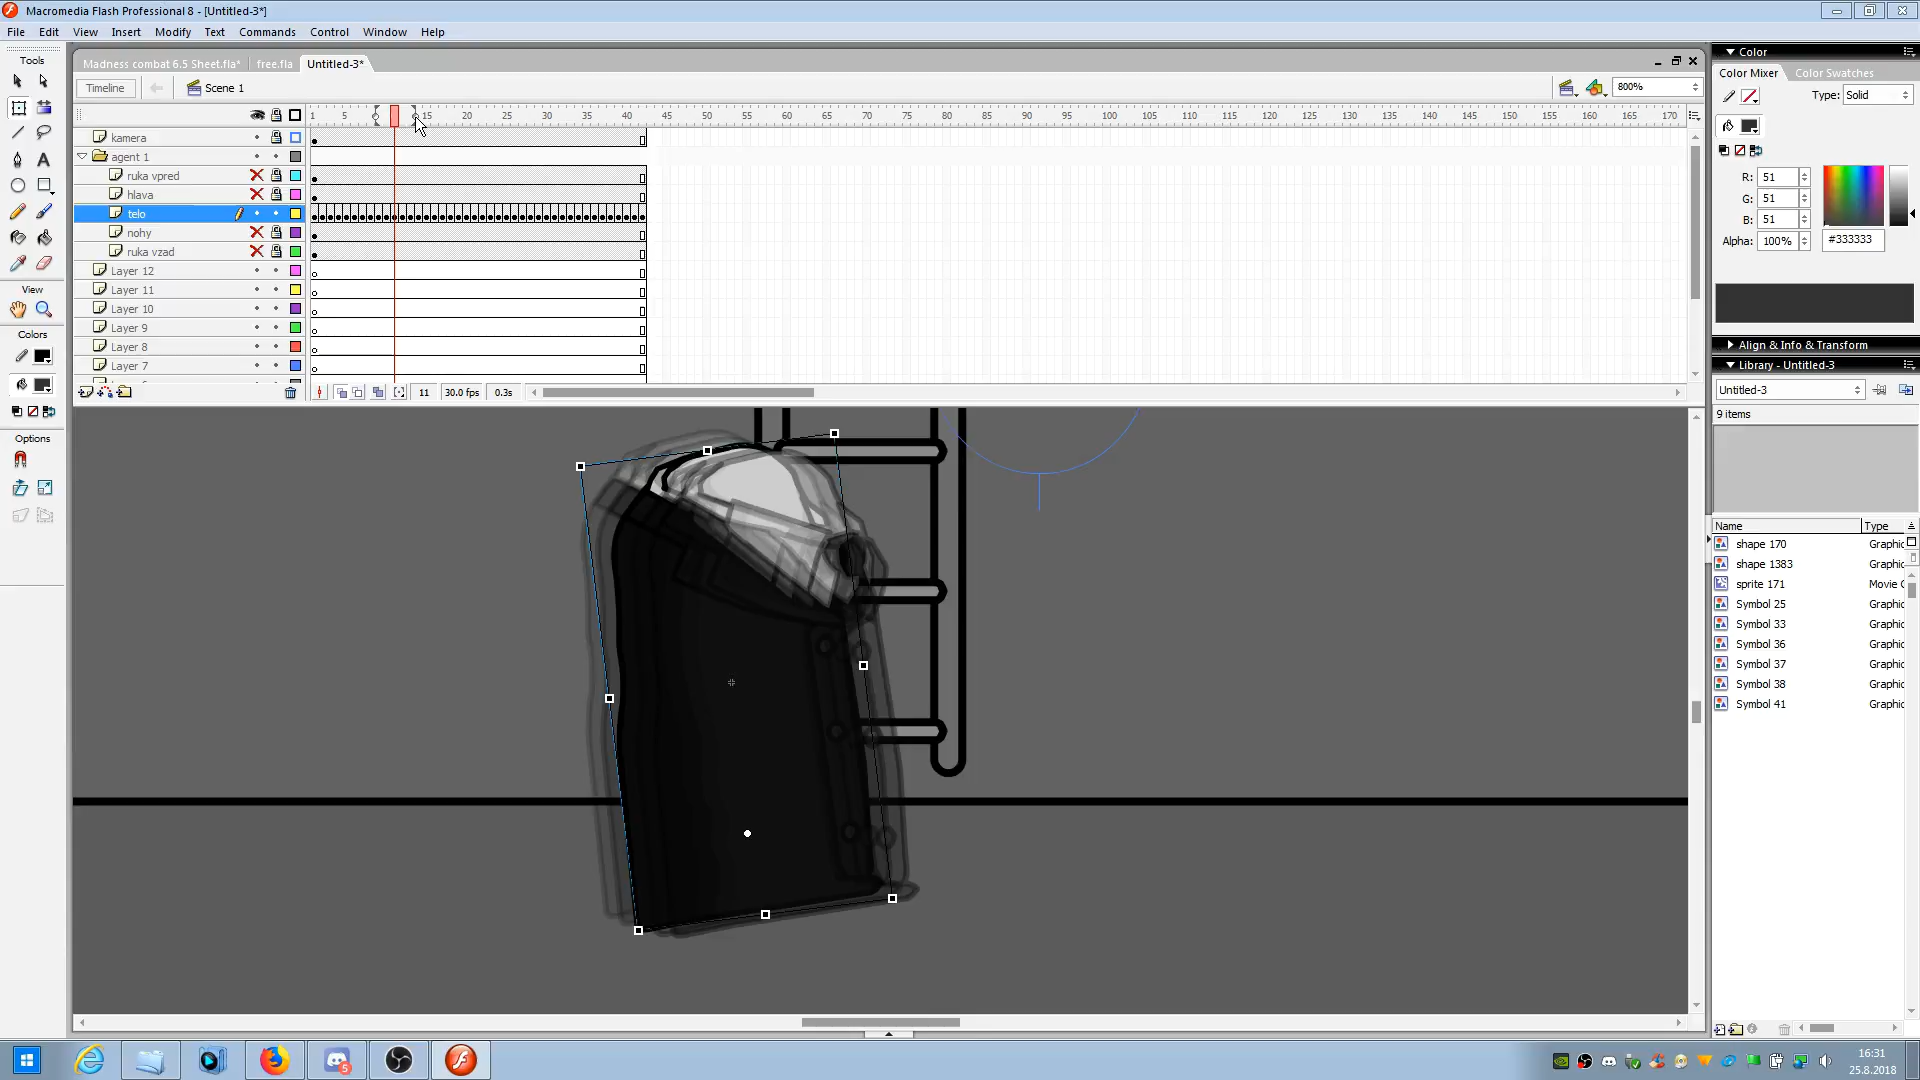 Macromedia Flash Professional 8 - [Untitled-3*]
File Edit View Insert Modify Text Commands Control Window Help
Tools
View
Colors
Options
Madness combat 6.5 Sheet.fla* free.fla Untitled-3*
Timeline Scene 1 800%
1 5 15 20 25 30 35 40 45 50 55 60 65 70 75 80 85 90 95 100 105 110 115 120 125 130 135 140 145 150 155 160 165 170
kamera
agent 1
ruka vpred
hlava
telo
nohy
ruka vzad
Layer 12
Layer 11
Layer 10
Layer 9
Layer 8
Layer 7
11 30.0 fps 0.3s
Color
Color Mixer Color Swatches
Type: Solid
R: 51
G: 51
B: 51
Alpha: 100% #333333
Align & Info & Transform
Library - Untitled-3
Untitled-3
9 items
Name Type
shape 170 Graphic
shape 1383 Graphic
sprite 171 Movie C
Symbol 25 Graphic
Symbol 33 Graphic
Symbol 36 Graphic
Symbol 37 Graphic
Symbol 38 Graphic
Symbol 41 Graphic
5
16:31
25.8.2018